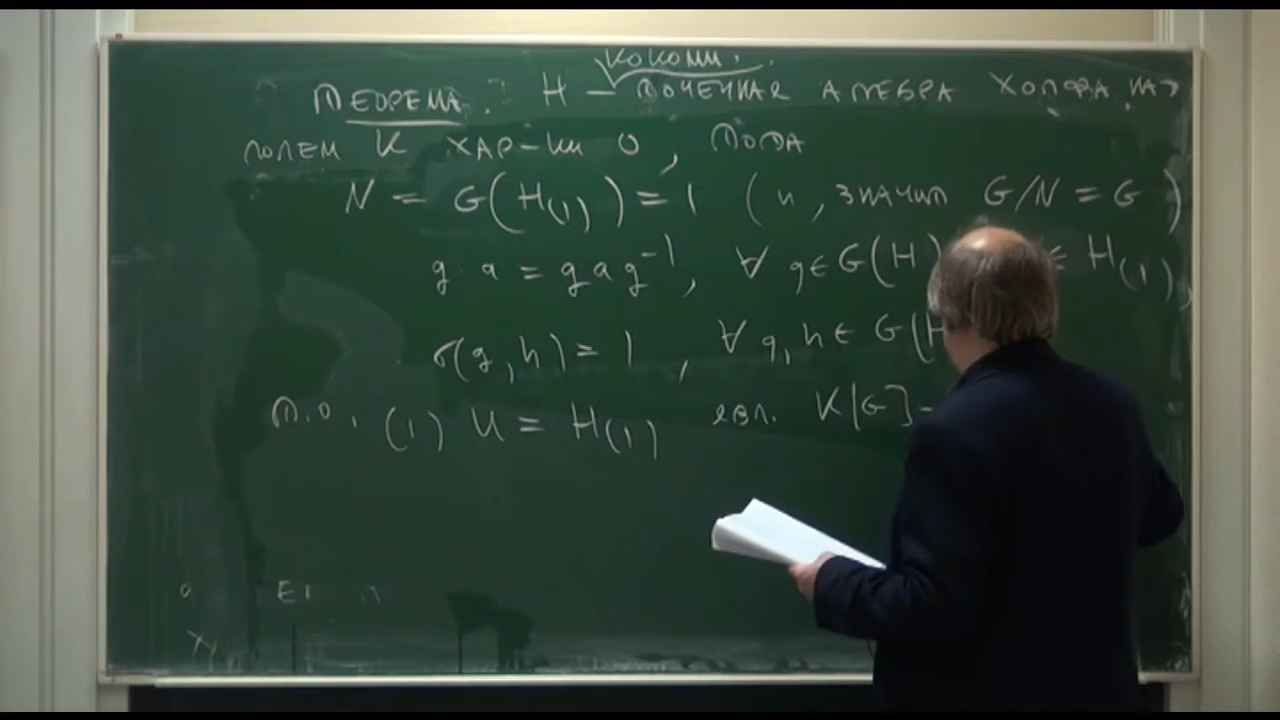 кокомм.
Теорема. H – точечная алгебра Хопфа над
полем K хар-ки 0, тогда
N = G(H₍₁₎) = 1 (и, значит G/N = G)
g·a = gag⁻¹, ∀ g ∈ G(H) ∈ H₍₁₎,
σ(g,h) = 1, ∀ g,h ∈ G(H
Т.о. (1) U = H₍₁₎ явл. K[G]–